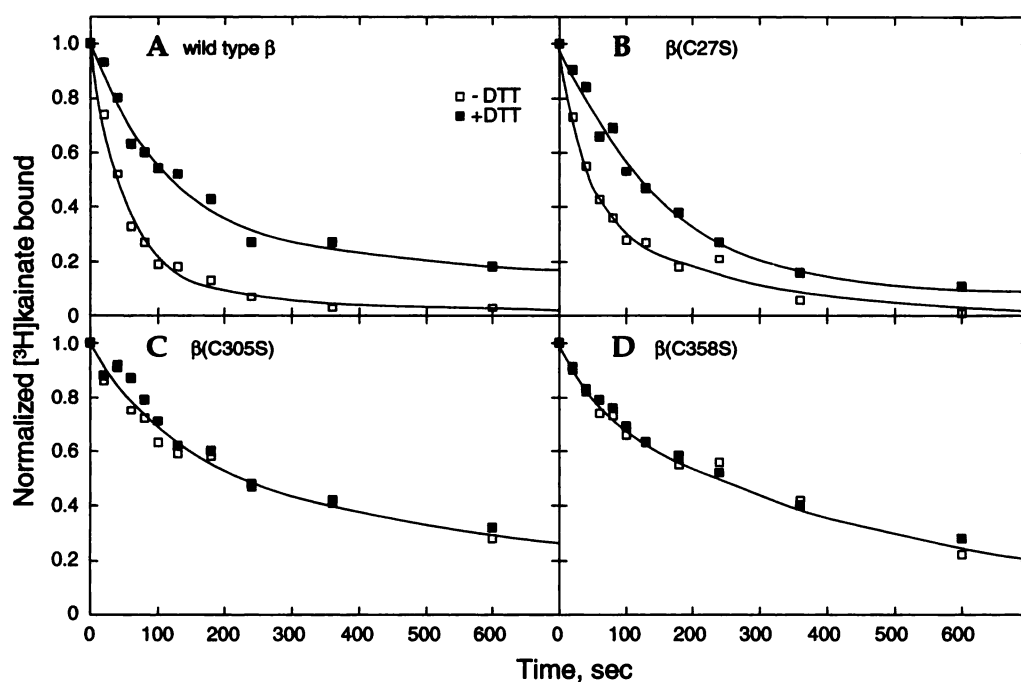 A wild type β
B β(C27S)
□ - DTT
■ +DTT
1.0
0.8
0.6
0.4
0.2
0
C β(C305S)
D β(C358S)
1.0
0.8
0.6
0.4
0.2
0
0 100 200 300 400 500 600
0 100 200 300 400 500 600
Normalized [³H]kainate bound
Time, sec